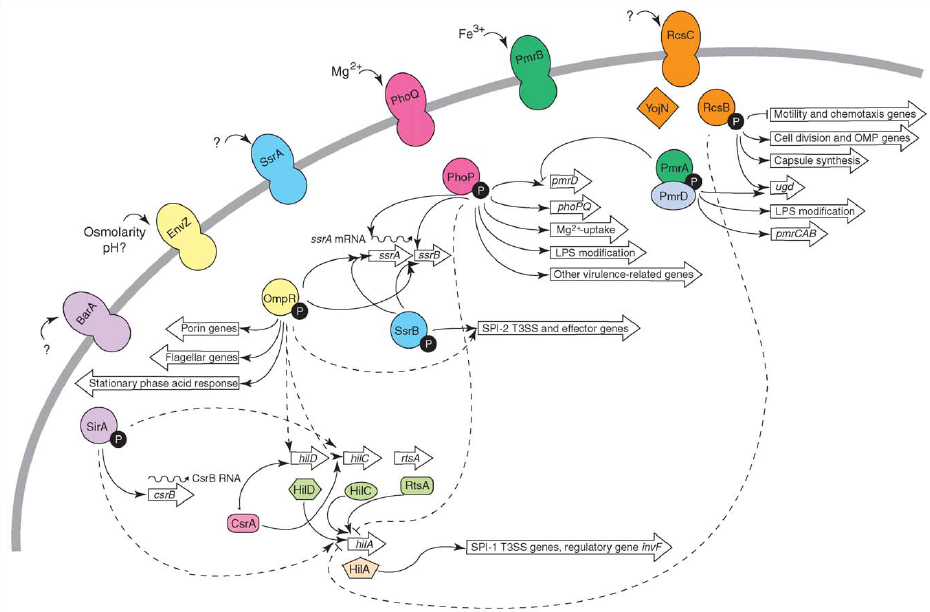 ?
RcsC
Fe3+
PmrB
Mg2+
PhoQ
YojN
RcsB
P
Motility and chemotaxis genes
Cell division and OMP genes
Capsule synthesis
ugd
?
SsrA
PmrA
P
PmrD
LPS modification
pmrCAB
PhoP
P
pmrD
phoPQ
Mg2+-uptake
LPS modification
Other virulence-related genes
Osmolarity
pH?
EnvZ
ssrA mRNA
ssrA
ssrB
OmpR
P
BarA
?
Porin genes
Flagellar genes
Stationary phase acid response
SsrB
P
SPI-2 T3SS and effector genes
SirA
P
CsrB RNA
csrB
hilD
hilC
rtsA
HilD
HilC
RtsA
CsrA
hilA
HilA
SPI-1 T3SS genes, regulatory gene invF